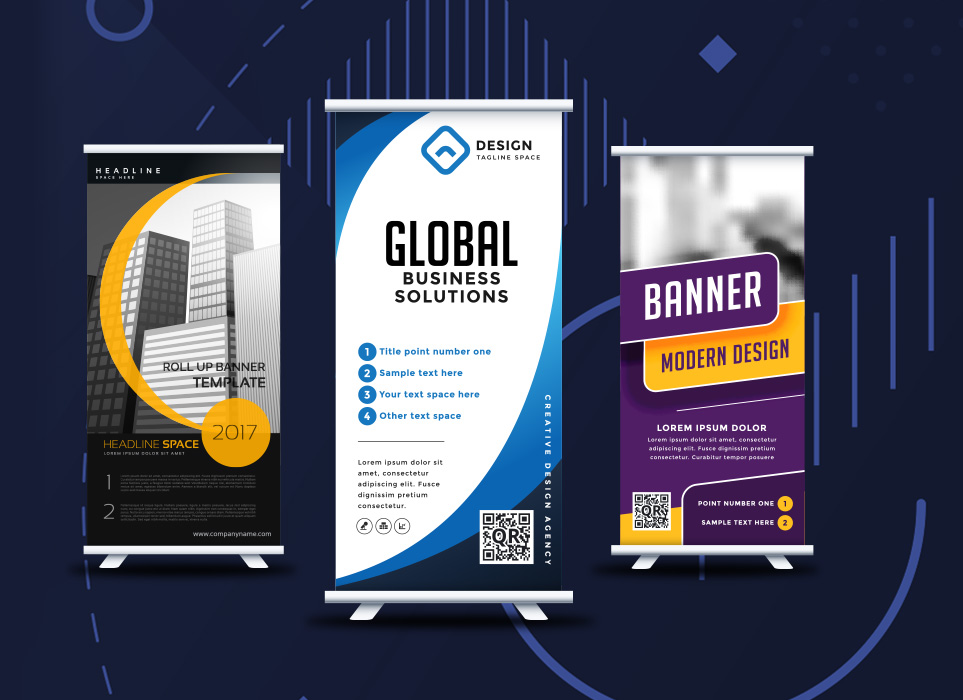 HEADLINE
SPACE HERE
ROLL UP BANNER
TEMPLATE
2017
HEADLINE SPACE
LOREM IPSUM DOLOR SIT AMET
1
2
www.companyname.com
DESIGN
TAGLINE SPACE
GLOBAL
BUSINESS
SOLUTIONS
1 Title point number one
2 Sample text here
3 Your text space here
4 Other text space
Lorem ipsum dolor sit
amet, consectetur
adipiscing elit. Fusce
dignissim pretium
consectetur.
QR
CREATIVE DESIGN AGENCY
BANNER
MODERN DESIGN
LOREM IPSUM DOLOR
Lorem ipsum dolor sit amet, consectetur
adipiscing elit. Fusce dignissim pretium
consectetur. Curabitur tempor posuere
QR
POINT NUMBER ONE 1
SAMPLE TEXT HERE 2